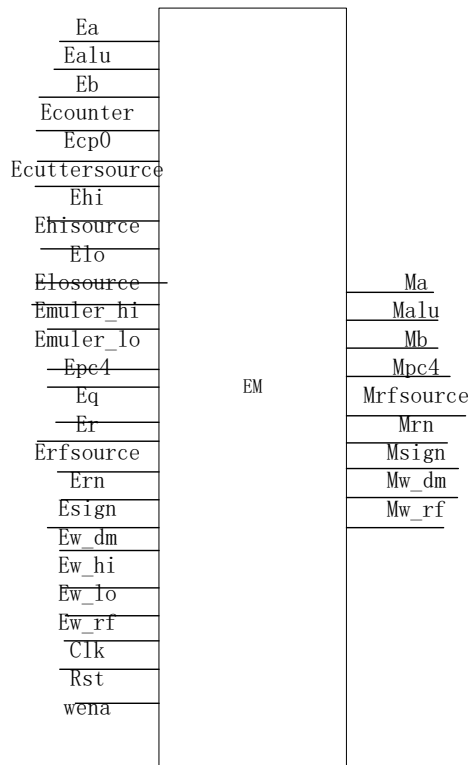 Ea
Ealu
Eb
Ecounter
Ecp0
Ecuttersource
Ehi
Ehisource
Elo
Elosource
Emuler_hi
Emuler_lo
Epc4
Eq
Er
Erfsource
Ern
Esign
Ew_dm
Ew_hi
Ew_lo
Ew_rf
Clk
Rst
wena
EM
Ma
Malu
Mb
Mpc4
Mrfsource
Mrn
Msign
Mw_dm
Mw_rf